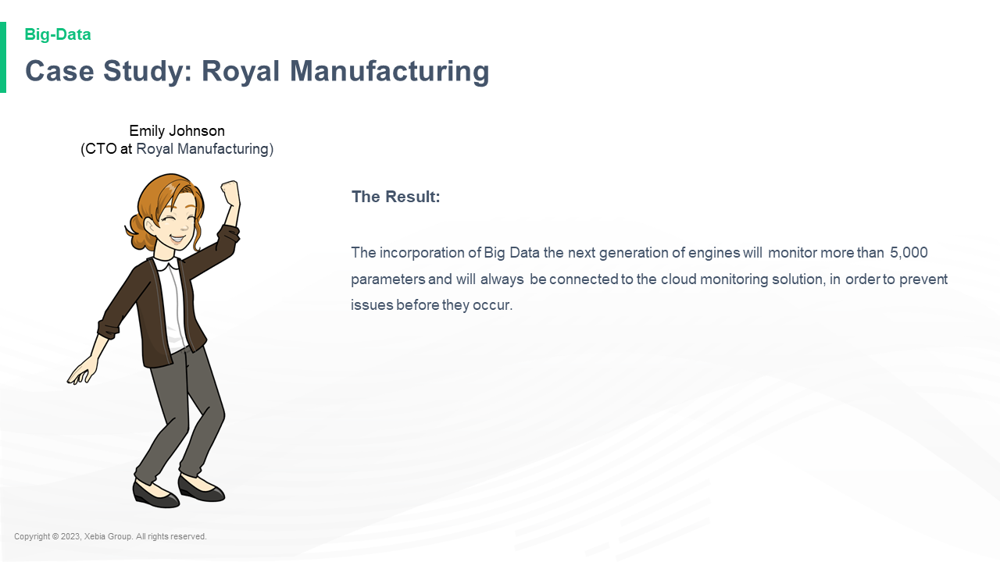 Big-Data
Case Study: Royal Manufacturing
Emily Johnson
(CTO at Royal Manufacturing)
The Result:
The incorporation of Big Data the next generation of engines will monitor more than 5,000
parameters and will always be connected to the cloud monitoring solution, in order to prevent
issues before they occur.
Copyright © 2023, Xebia Group. All rights reserved.